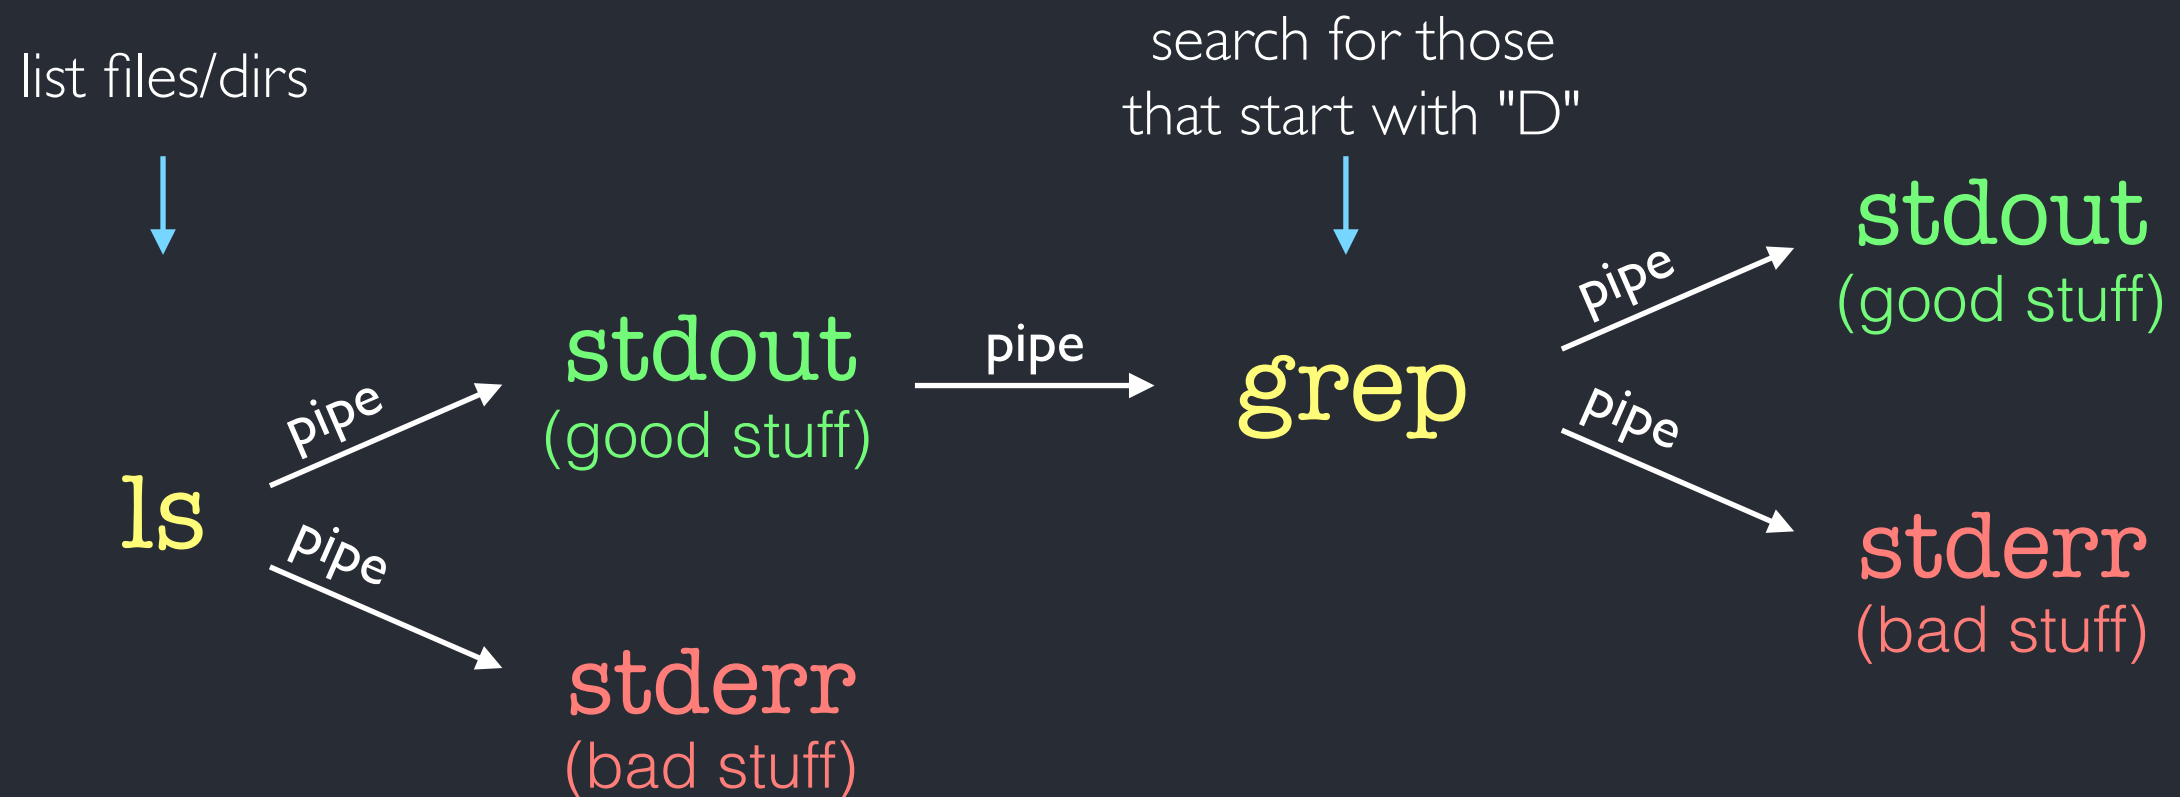 list files/dirs
search for those
that start with "D"
ls
pipe
pipe
stdout
(good stuff)
stderr
(bad stuff)
pipe
grep
pipe
pipe
stdout
(good stuff)
stderr
(bad stuff)